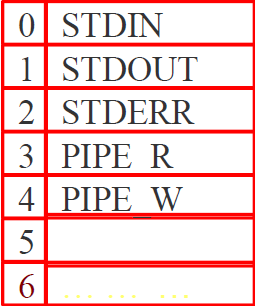 0 STDIN
1 STDOUT
2 STDERR
3 PIPE R
4 PIPE W
5
6 ... ... ...